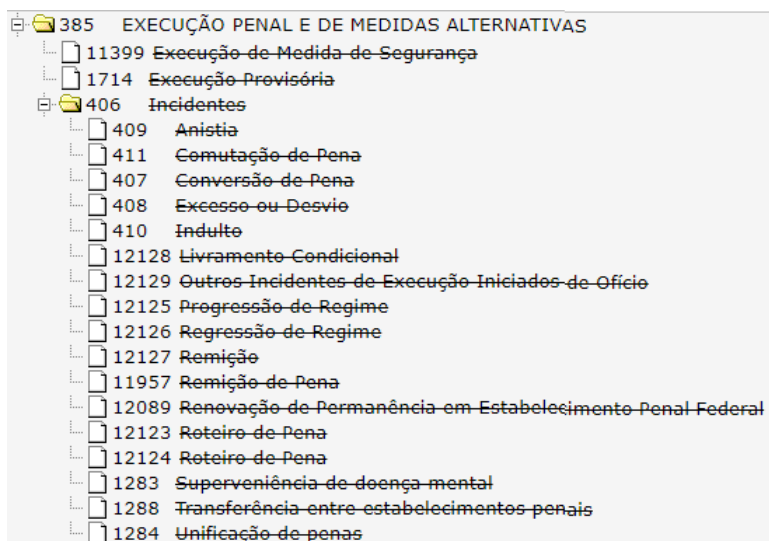 385 EXECUÇÃO PENAL E DE MEDIDAS ALTERNATIVAS
11399 Execução de Medida de Segurança
1714 Execução Provisória
406 Incidentes
409 Anistia
411 Comutação de Pena
407 Conversão de Pena
408 Excesso ou Desvio
410 Indulto
12128 Livramento Condicional
12129 Outros Incidentes de Execução Iniciados de Ofício
12125 Progressão de Regime
12126 Regressão de Regime
12127 Remição
11957 Remição de Pena
12089 Renovação de Permanência em Estabelecimento Penal Federal
12123 Roteiro de Pena
12124 Roteiro de Pena
1283 Superveniência de doença mental
1288 Transferência entre estabelecimentos penais
1284 Unificação de penas